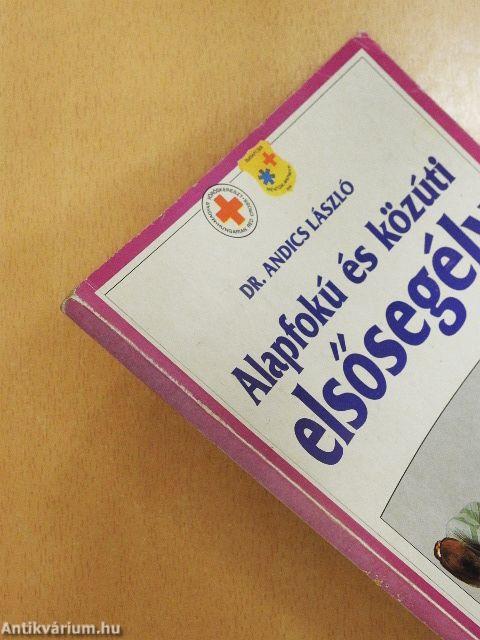 DR. ANDICS LÁSZLÓ
Alapfokú és közúti
elsősegély
Antikvárium.hu